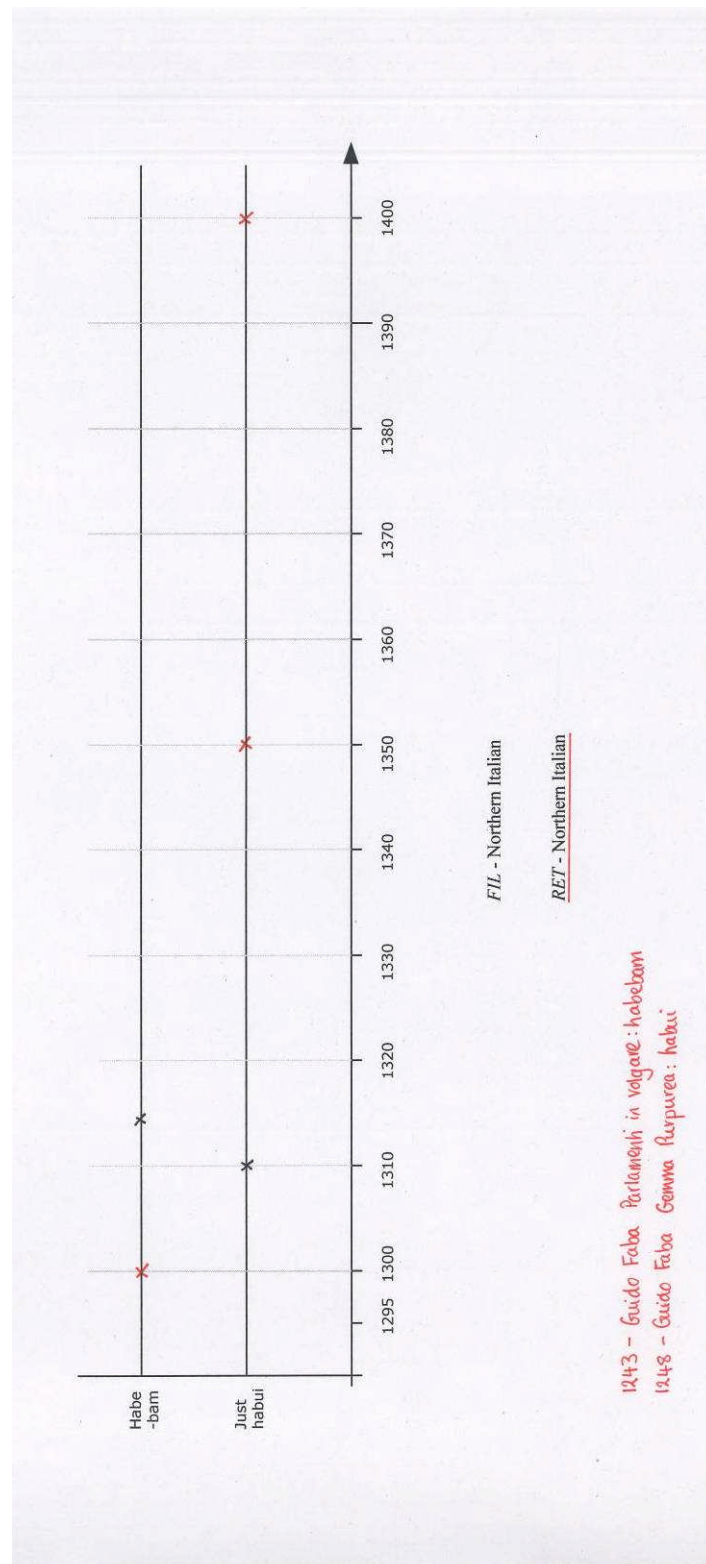 Habe
-bam
Just
habui
1295
1300
1310
1320
1330
1340
1350
1360
1370
1380
1390
1400
FIL - Northern Italian
RET - Northern Italian
1243 - Guido Faba Parlamenti in volgare: habebam
1248 - Guido Faba Gemma Purpurea: habui